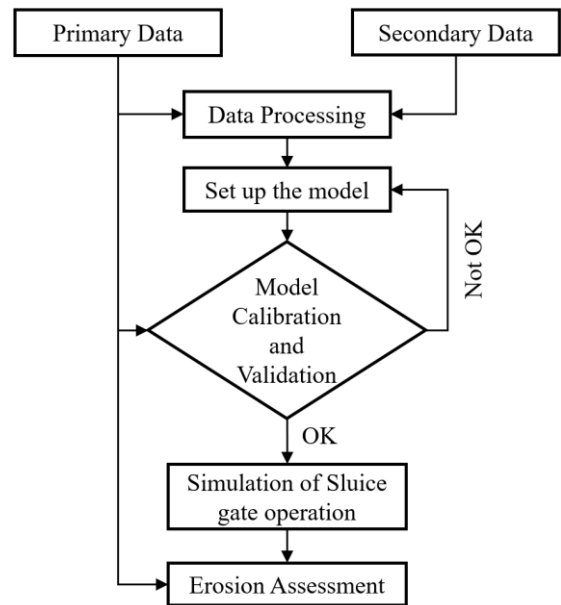 Primary Data
Secondary Data
Data Processing
Set up the model
Not OK
Model
Calibration
and
Validation
OK
Simulation of Sluice
gate operation
Erosion Assessment